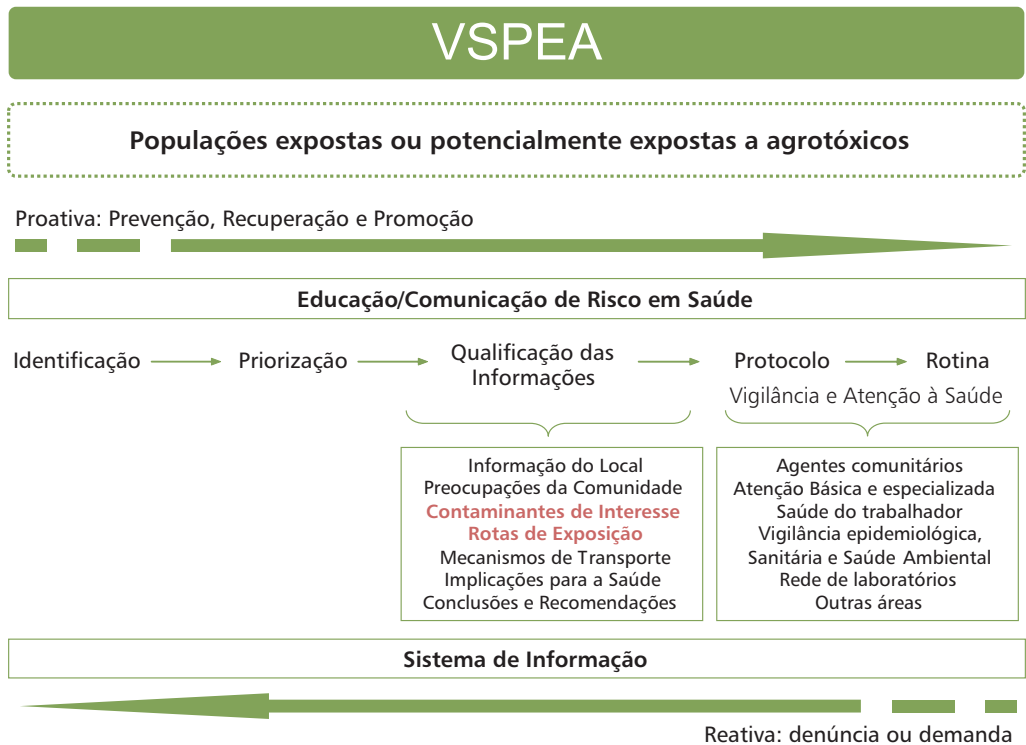 VSPEA
Populações expostas ou potencialmente expostas a agrotóxicos
Proativa: Prevenção, Recuperação e Promoção
Educação/Comunicação de Risco em Saúde
Identificação
Priorização
Qualificação das
Informações
Protocolo
Rotina
Vigilância e Atenção à Saúde
Informação do Local
Preocupações da Comunidade
Contaminantes de Interesse
Rotas de Exposição
Mecanismos de Transporte
Implicações para a Saúde
Conclusões e Recomendações
Agentes comunitários
Atenção Básica e especializada
Saúde do trabalhador
Vigilância epidemiológica,
Sanitária e Saúde Ambiental
Rede de laboratórios
Outras áreas
Sistema de Informação
Reativa: denúncia ou demanda